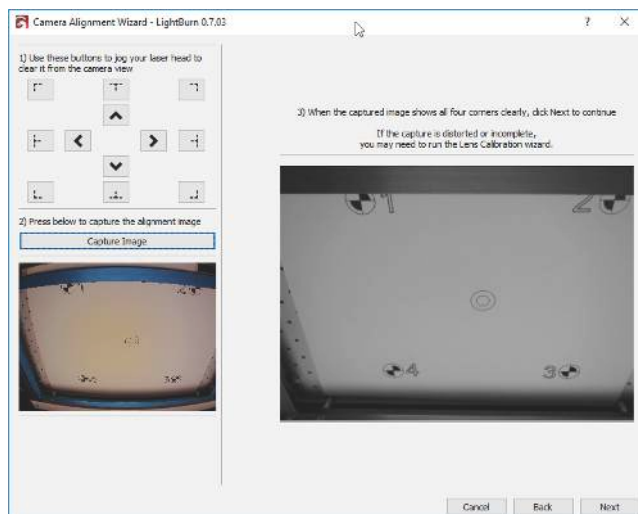 Camera Alignment Wizard - LightBurn 0.7.03
1) Use these buttons to jog your laser head to
clear it from the camera view
2) Press below to capture the alignment image
Capture Image
3) When the captured image shows all four corners clearly, click Next to continue
If the capture is distorted or incomplete,
you may need to run the Lens Calibration wizard.
1 2
4 3
Cancel Back Next